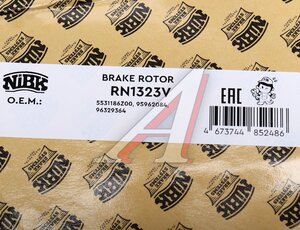 NiBK
BRAKE ROTOR
RN1323V
O.E.M.:
5531186Z00, 95962084,
96329364
EAC
4 673744 852486